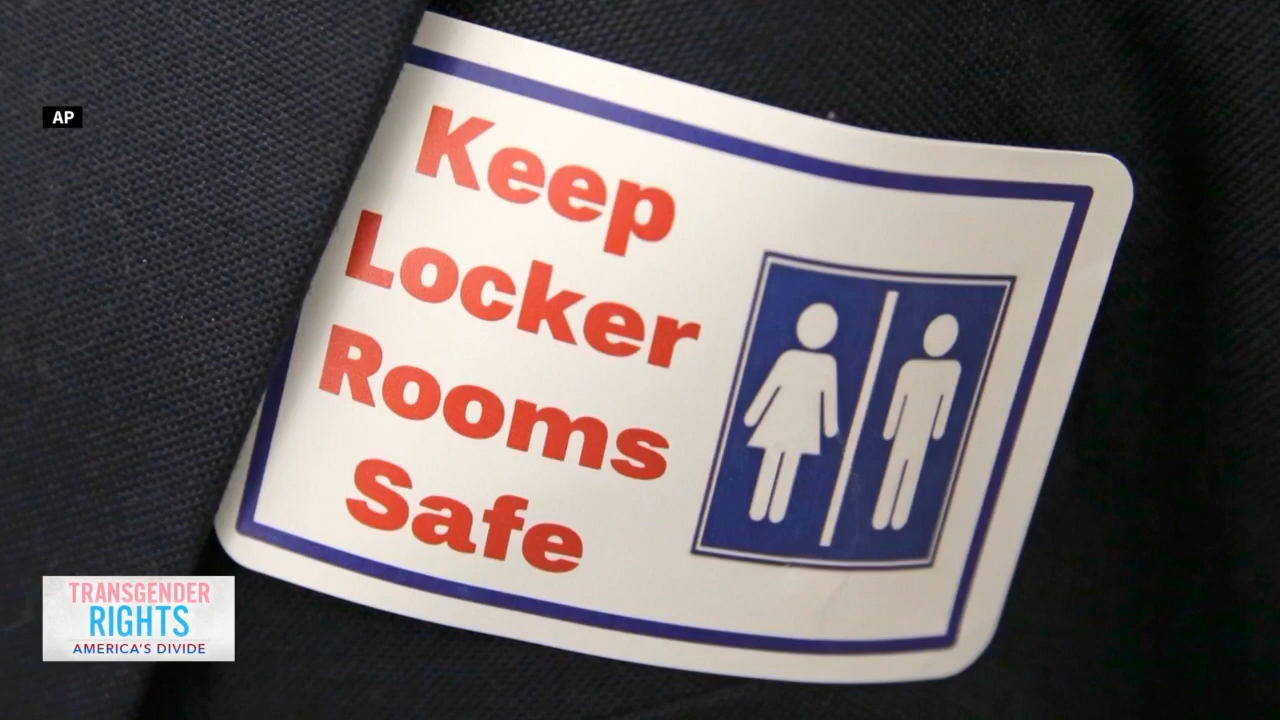 AP
Keep
Locker
Rooms
Safe
TRANSGENDER
RIGHTS
AMERICA'S DIVIDE